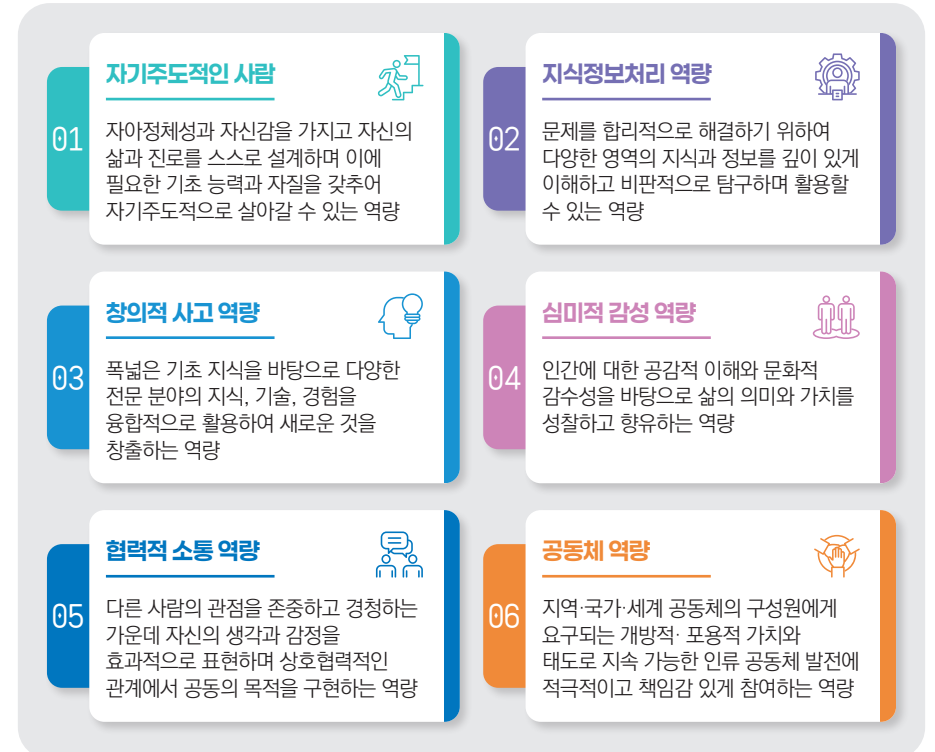 01
자기주도적인 사람
자아정체성과 자신감을 가지고 자신의
삶과 진로를 스스로 설계하며 이에
필요한 기초 능력과 자질을 갖추어
자기주도적으로 살아갈 수 있는 역량
02
지식정보처리 역량
문제를 합리적으로 해결하기 위하여
다양한 영역의 지식과 정보를 깊이 있게
이해하고 비판적으로 탐구하며 활용할
수 있는 역량
03
창의적 사고 역량
폭넓은 기초 지식을 바탕으로 다양한
전문 분야의 지식, 기술, 경험을
융합적으로 활용하여 새로운 것을
창출하는 역량
04
심미적 감성 역량
인간에 대한 공감적 이해와 문화적
감수성을 바탕으로 삶의 의미와 가치를
성찰하고 향유하는 역량
05
협력적 소통 역량
다른 사람의 관점을 존중하고 경청하는
가운데 자신의 생각과 감정을
효과적으로 표현하며 상호협력적인
관계에서 공동의 목적을 구현하는 역량
06
공동체 역량
지역·국가·세계 공동체의 구성원에게
요구되는 개방적· 포용적 가치와
태도로 지속 가능한 인류 공동체 발전에
적극적이고 책임감 있게 참여하는 역량